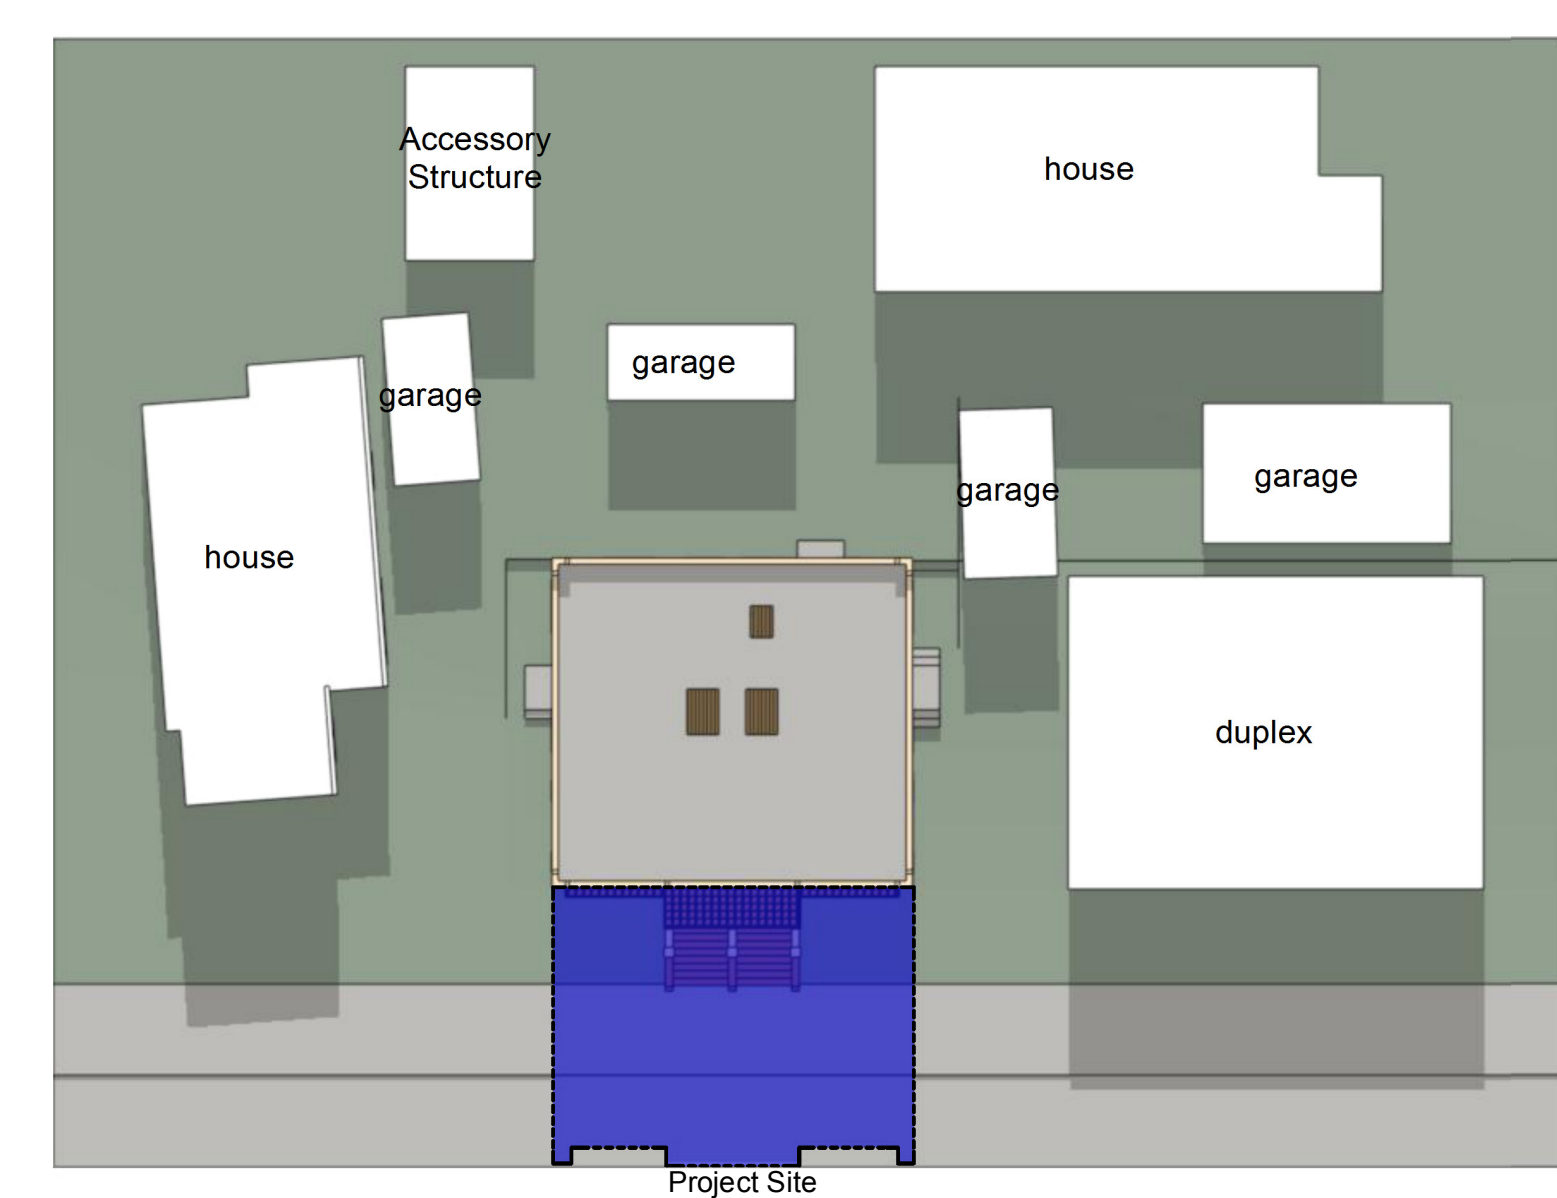 Accessory
Structure
house
garage
garage
garage
garage
house
duplex
Project Site